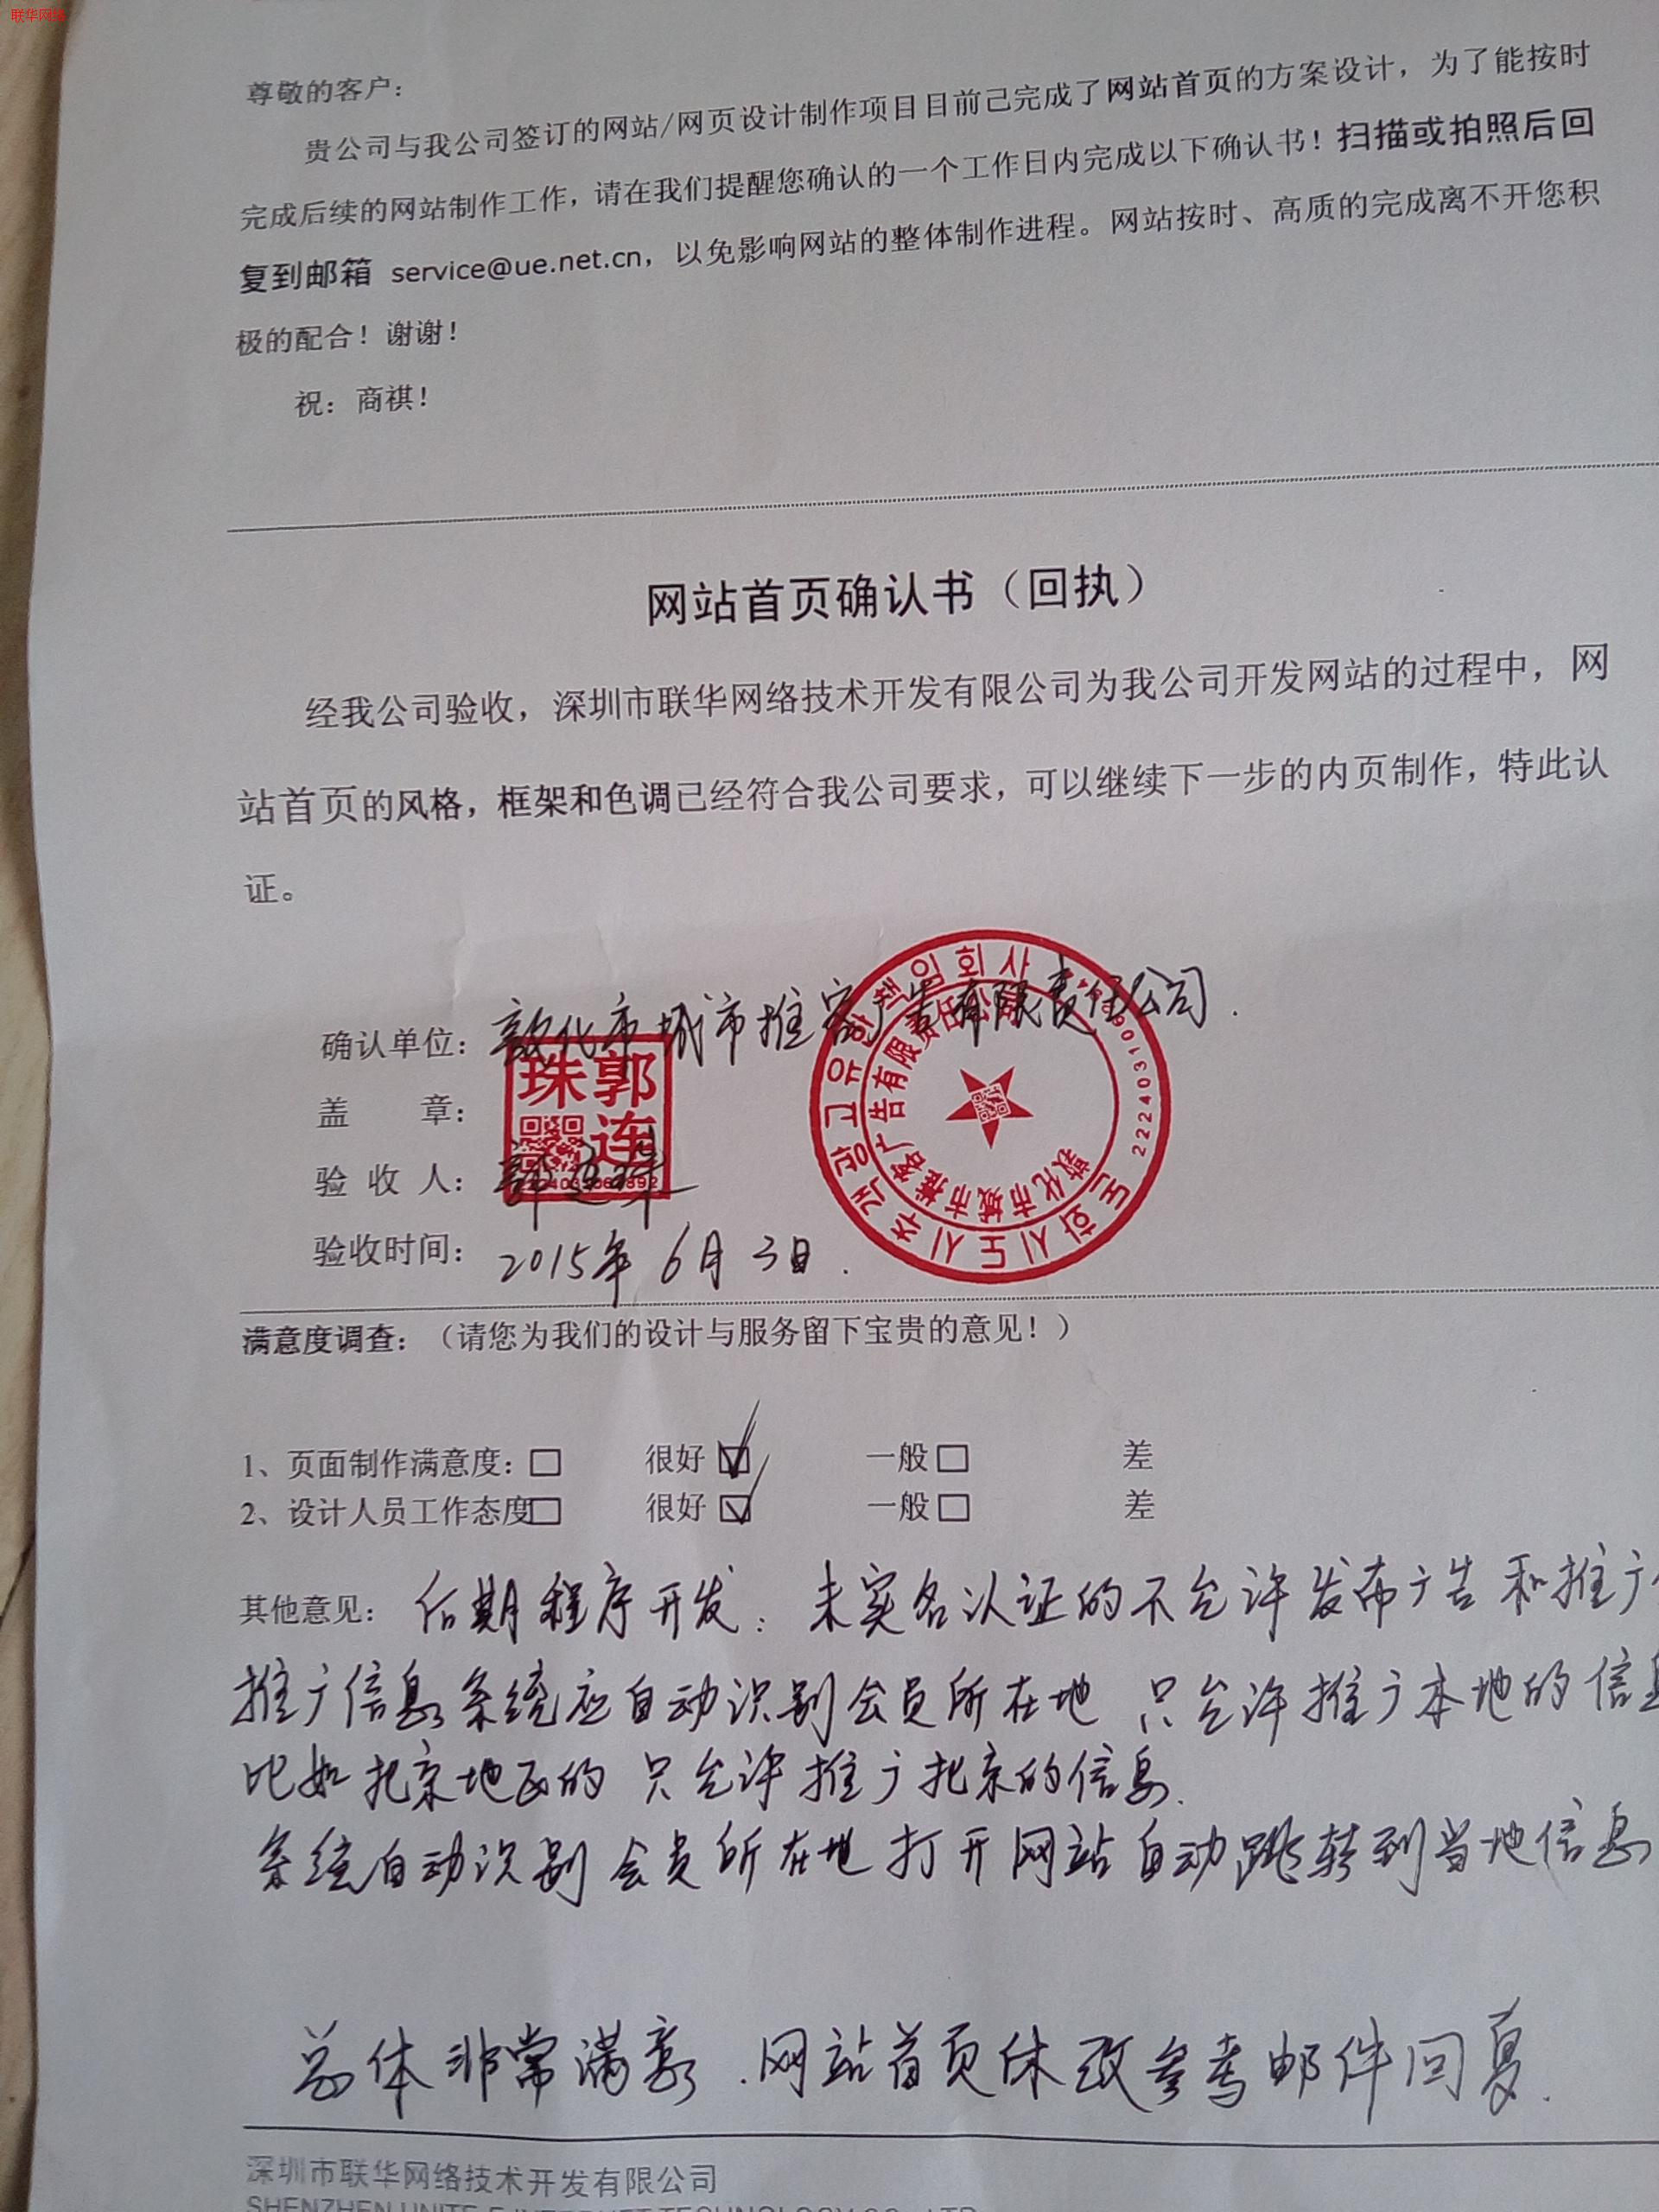 联华网络
尊敬的客户：
贵公司与我公司签订的网站/网页设计制作项目目前已完成了网站首页的方案设计，为了能按时
完成后续的网站制作工作，请在我们提醒您确认的一个工作日内完成以下确认书！扫描或拍照后回
复到邮箱 service@ue.net.cn，以免影响网站的整体制作进程。网站按时、高质的完成离不开您积
极的配合！谢谢！
祝：商祺！
网站首页确认书（回执）
经我公司验收，深圳市联华网络技术开发有限公司为我公司开发网站的过程中，网
站首页的风格，框架和色调已经符合我公司要求，可以继续下一步的内页制作，特此认
证。
确认单位：敦化市城市推客广告有限责任公司.
盖 章：
郭连珠
敦化市城市推客广告有限责任公司
验 收 人：郭连珠
验收时间：2015年6月3日.
满意度调查：（请您为我们的设计与服务留下宝贵的意见！）
1、页面制作满意度：□ 很好 ☑ 一般 □ 差
2、设计人员工作态度□ 很好 ☑ 一般 □ 差
其他意见：后期程序开发：未实名认证的不允许发布广告和推广
推广信息系统应自动识别会员所在地 只允许推广本地的信息
比如北京地区的 只允许推广北京的信息.
系统自动识别会员所在地 打开网站自动跳转到当地信息
总体非常满意.网站首页休改参考邮件回复.
深圳市联华网络技术开发有限公司